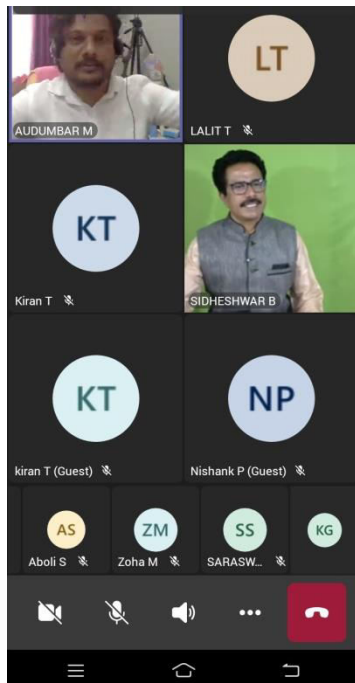 LT
AUDUMBAR M
LALIT T
KT
Kiran T
SIDHESHWAR B
KT
NP
kiran T (Guest)
Nishank P (Guest)
AS
ZM
SS
KG
Aboli S
Zoha M
SARASW...